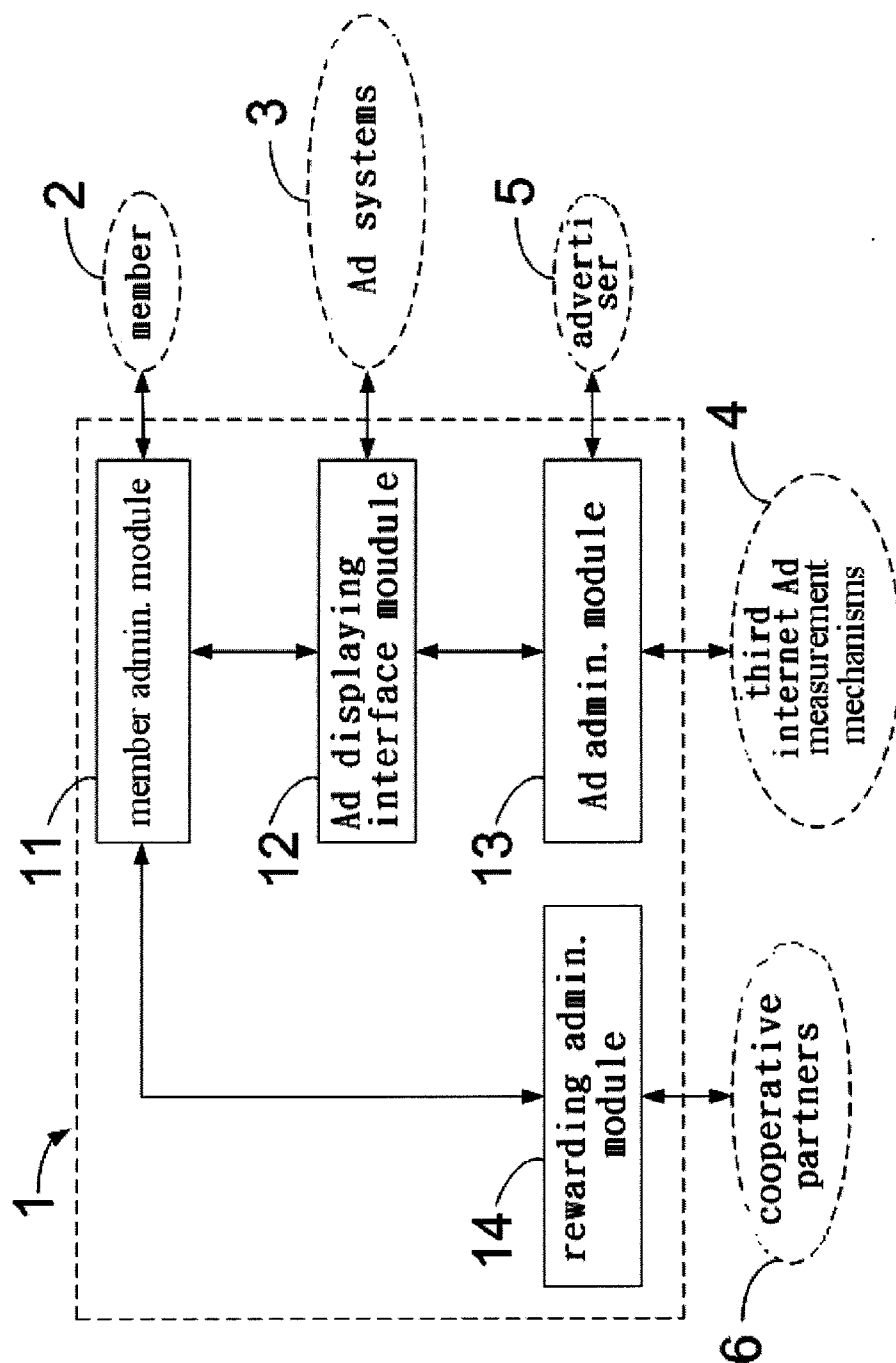 1
11
member admin. module
2
member
12
Ad displaying
interface moudule
3
Ad systems
14
rewarding admin.
module
13
Ad admin. module
5
adverti
ser
6
cooperative
partners
4
third
internet Ad
measurement
mechanisms